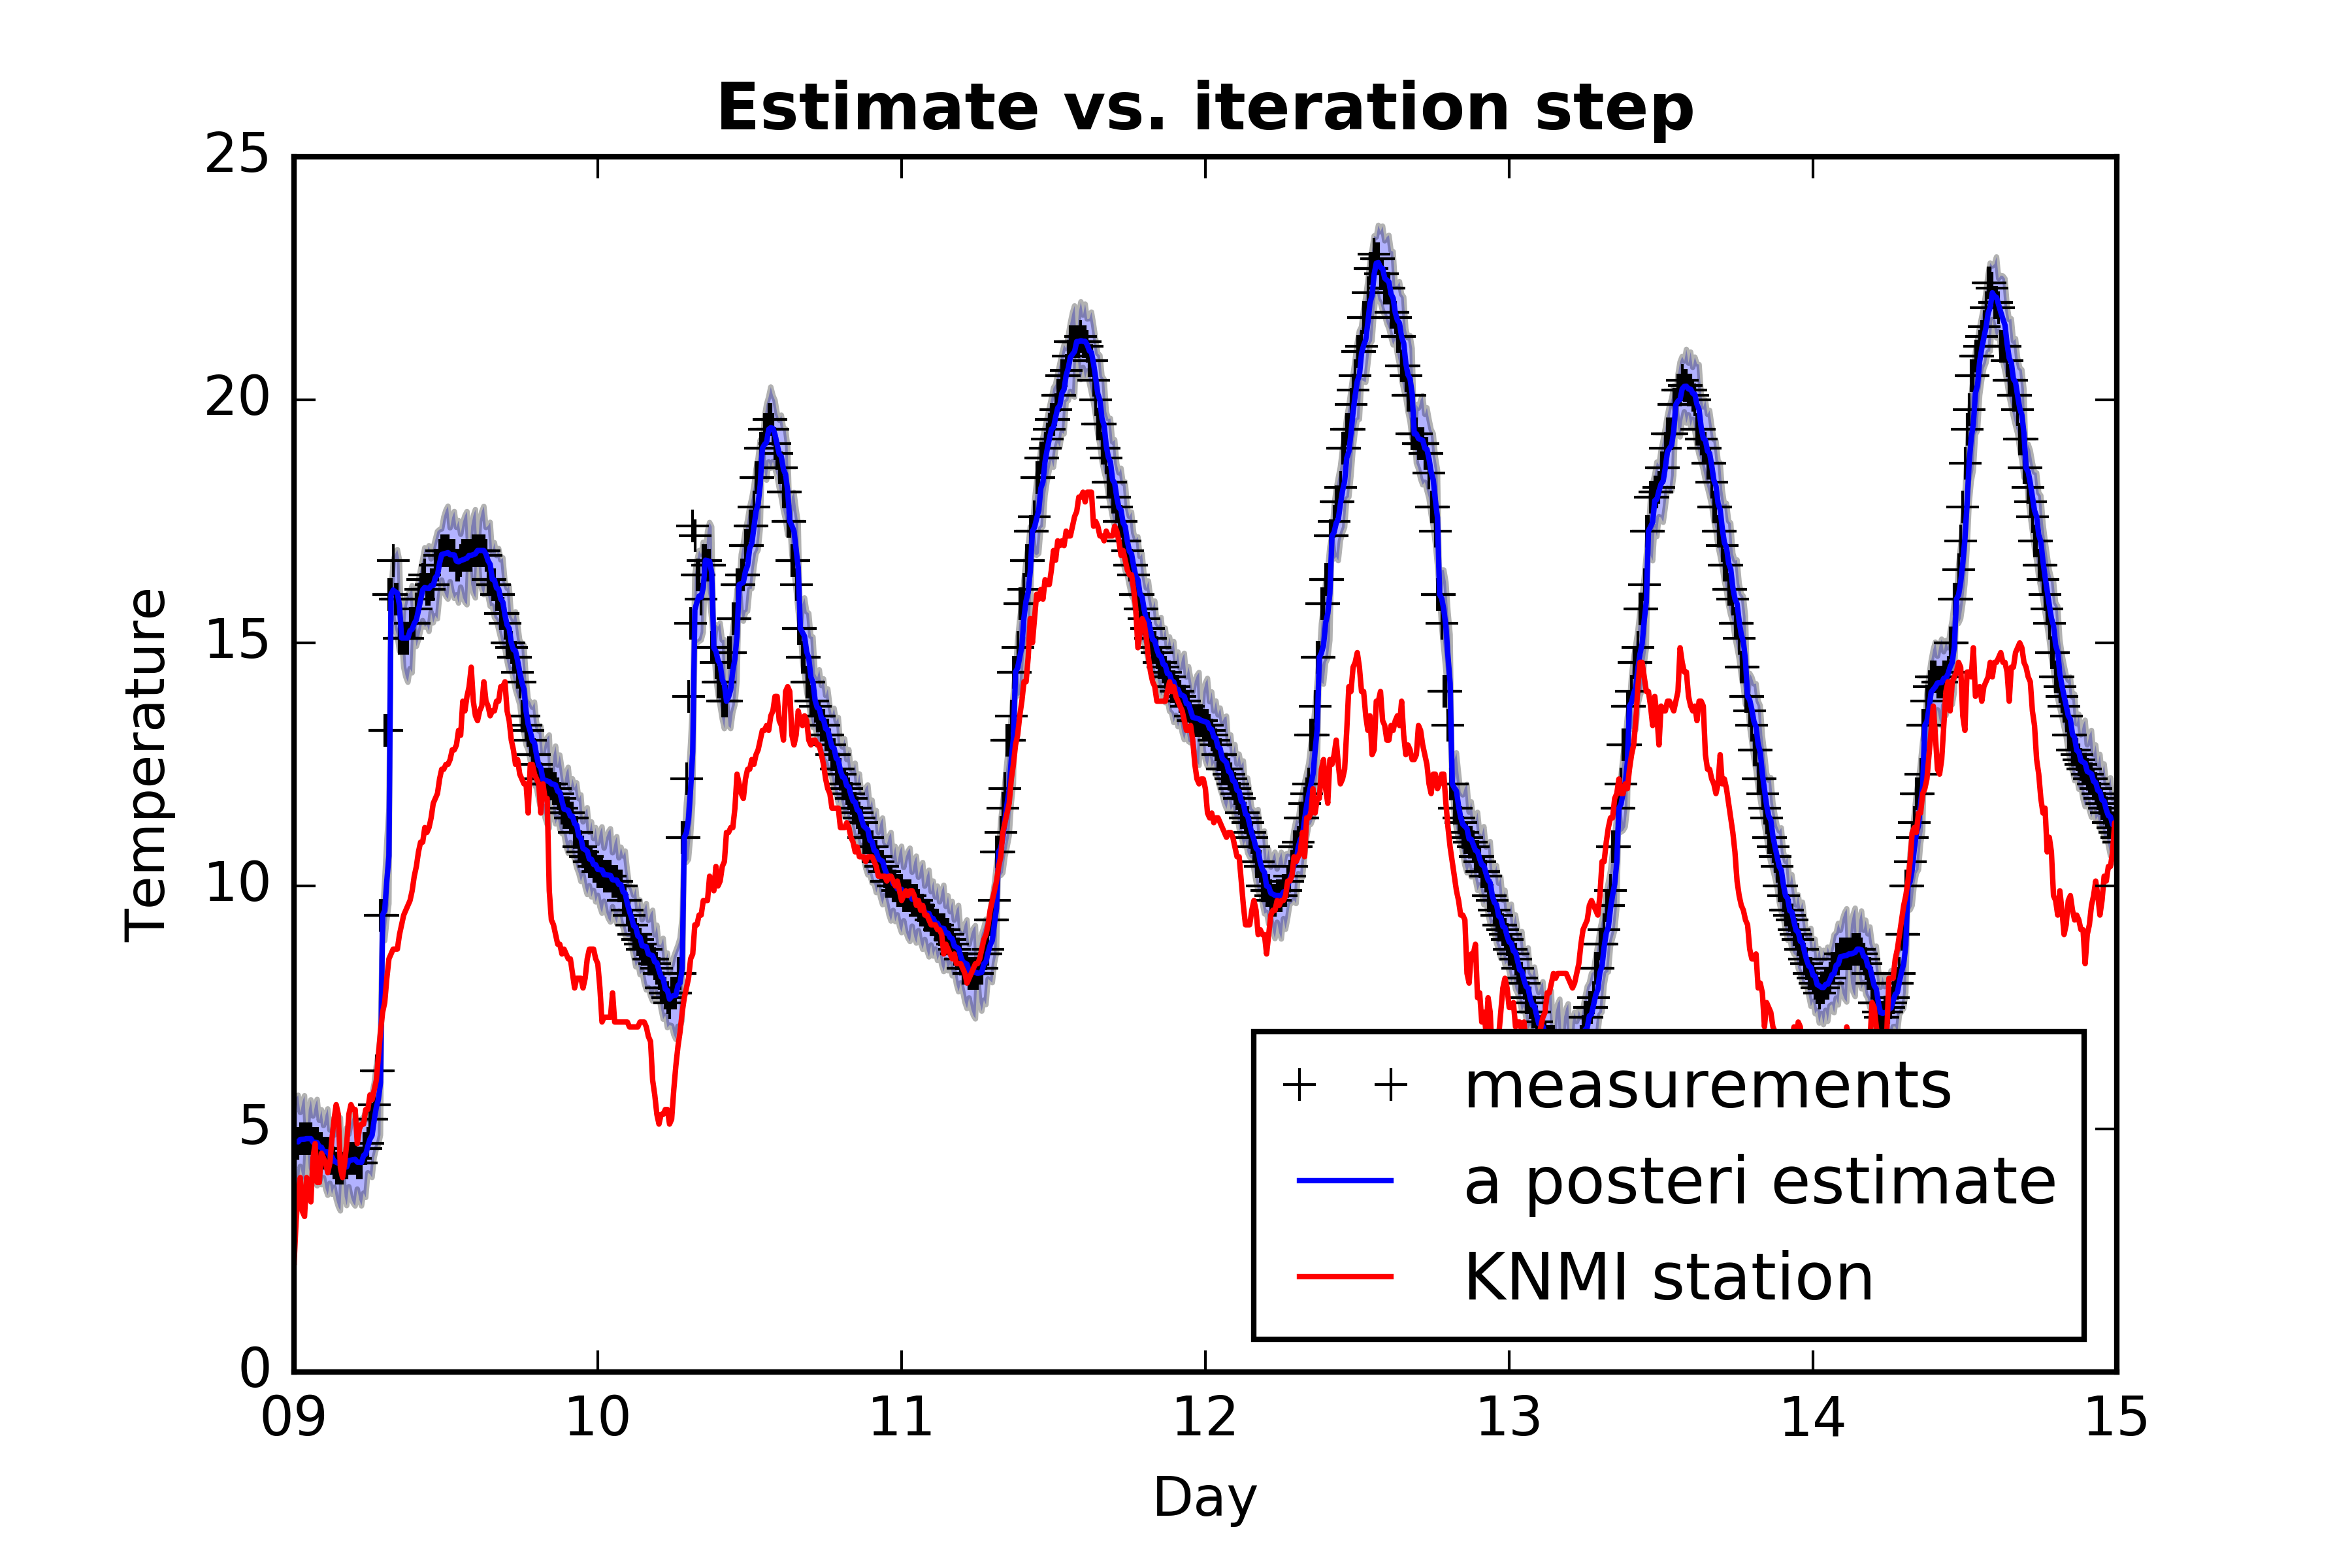 Estimate vs. iteration step
25
20
15
10
5
0
Temperature
09
10
11
12
13
14
15
Day
measurements
a posteri estimate
KNMI station